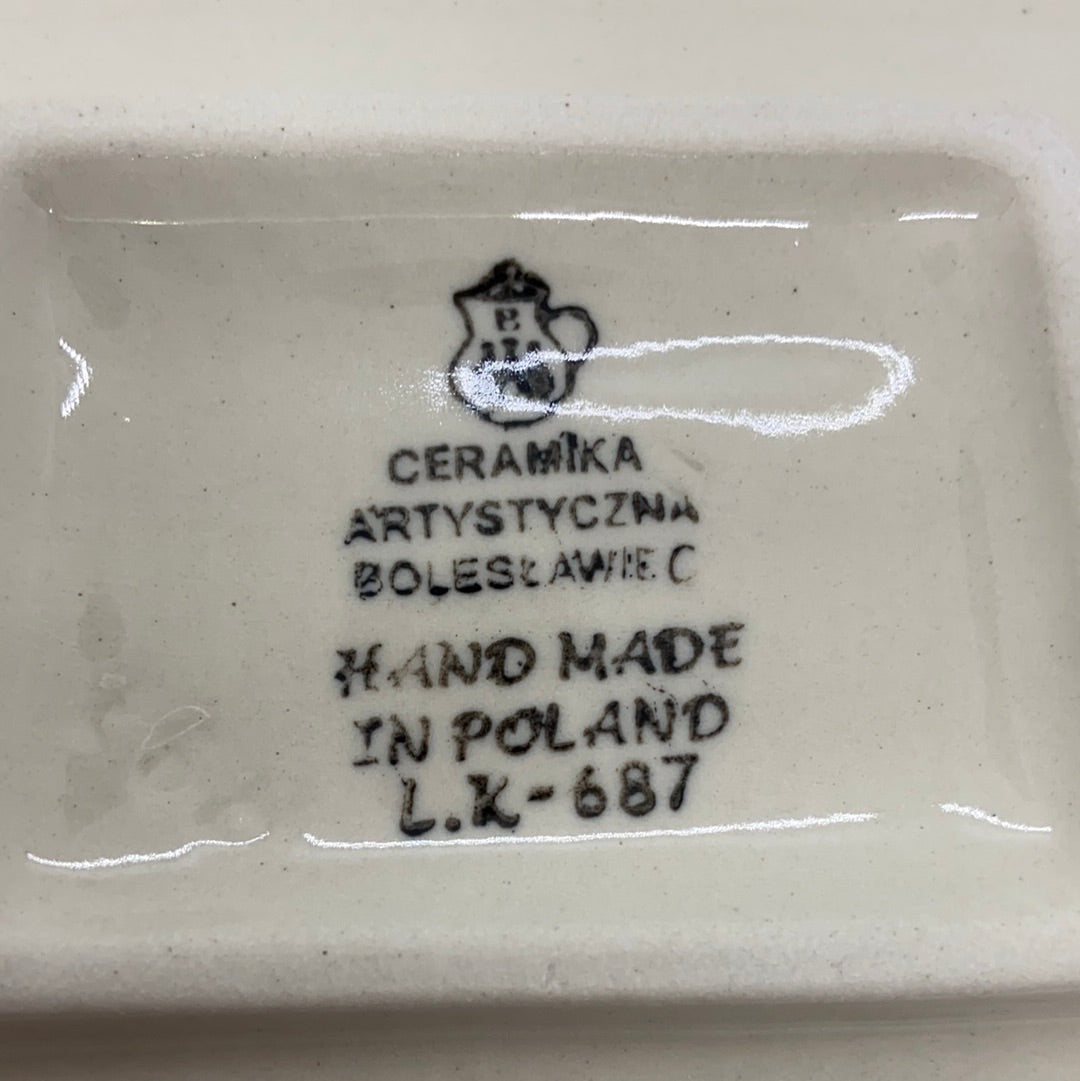 B
CERAMIKA
ARTYSTYCZNA
BOLESŁAWIEC
HAND MADE
IN POLAND
L.K-687